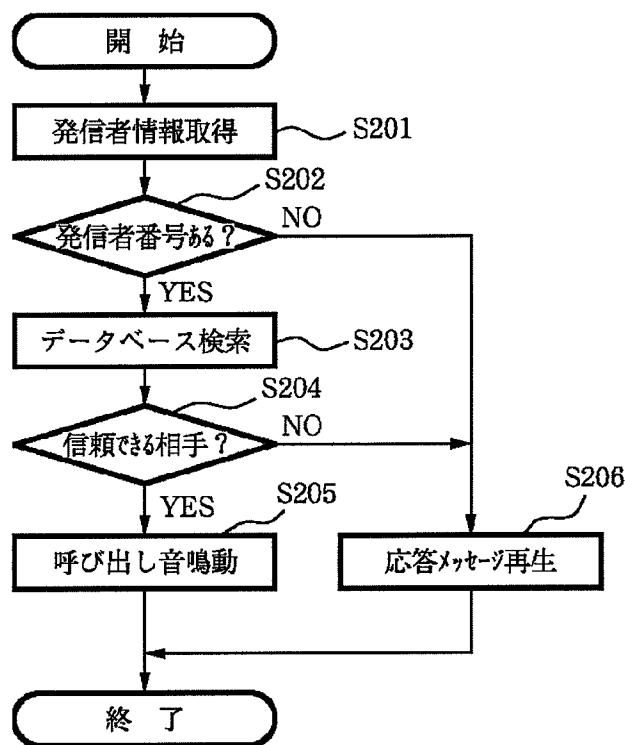 開 始
発信者情報取得
S201
S202
発信者番号ある?
NO
YES
データベース検索
S203
S204
信頼できる相手?
NO
YES
S205
呼び出し音鳴動
S206
応答メッセージ再生
終 了